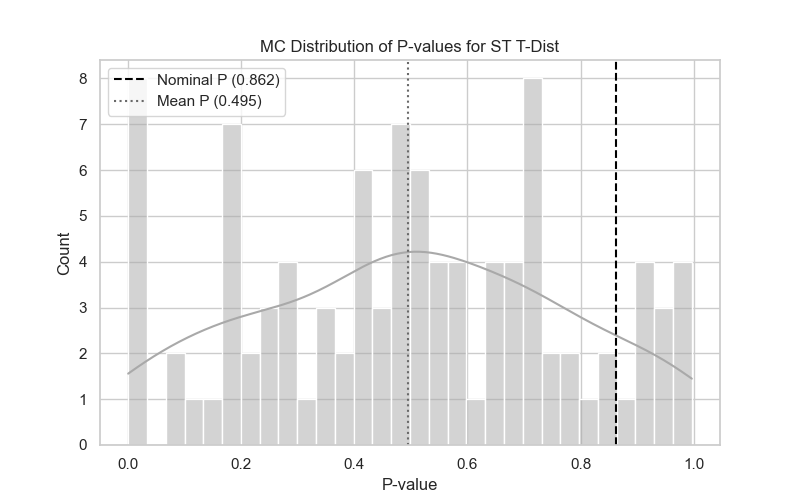 MC Distribution of P-values for ST T-Dist
Nominal P (0.862)
Mean P (0.495)
8
7
6
5
4
3
2
1
0
Count
0.0 0.2 0.4 0.6 0.8 1.0
P-value